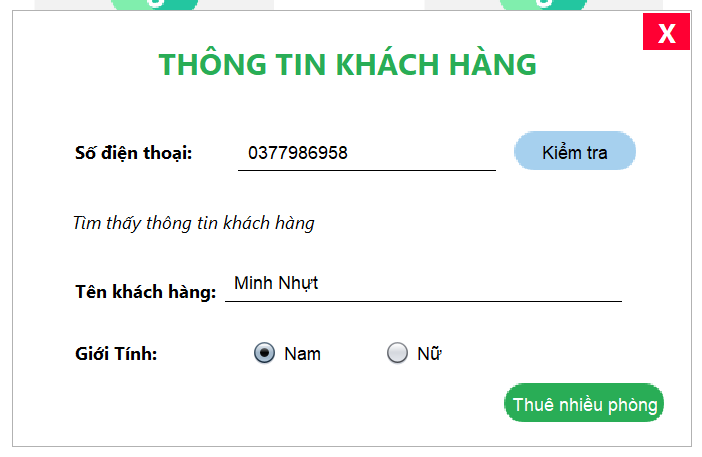 X
THÔNG TIN KHÁCH HÀNG
Số điện thoại: 0377986958 Kiểm tra
Tìm thấy thông tin khách hàng
Tên khách hàng: Minh Nhựt
Giới Tính: Nam Nữ
Thuê nhiều phòng